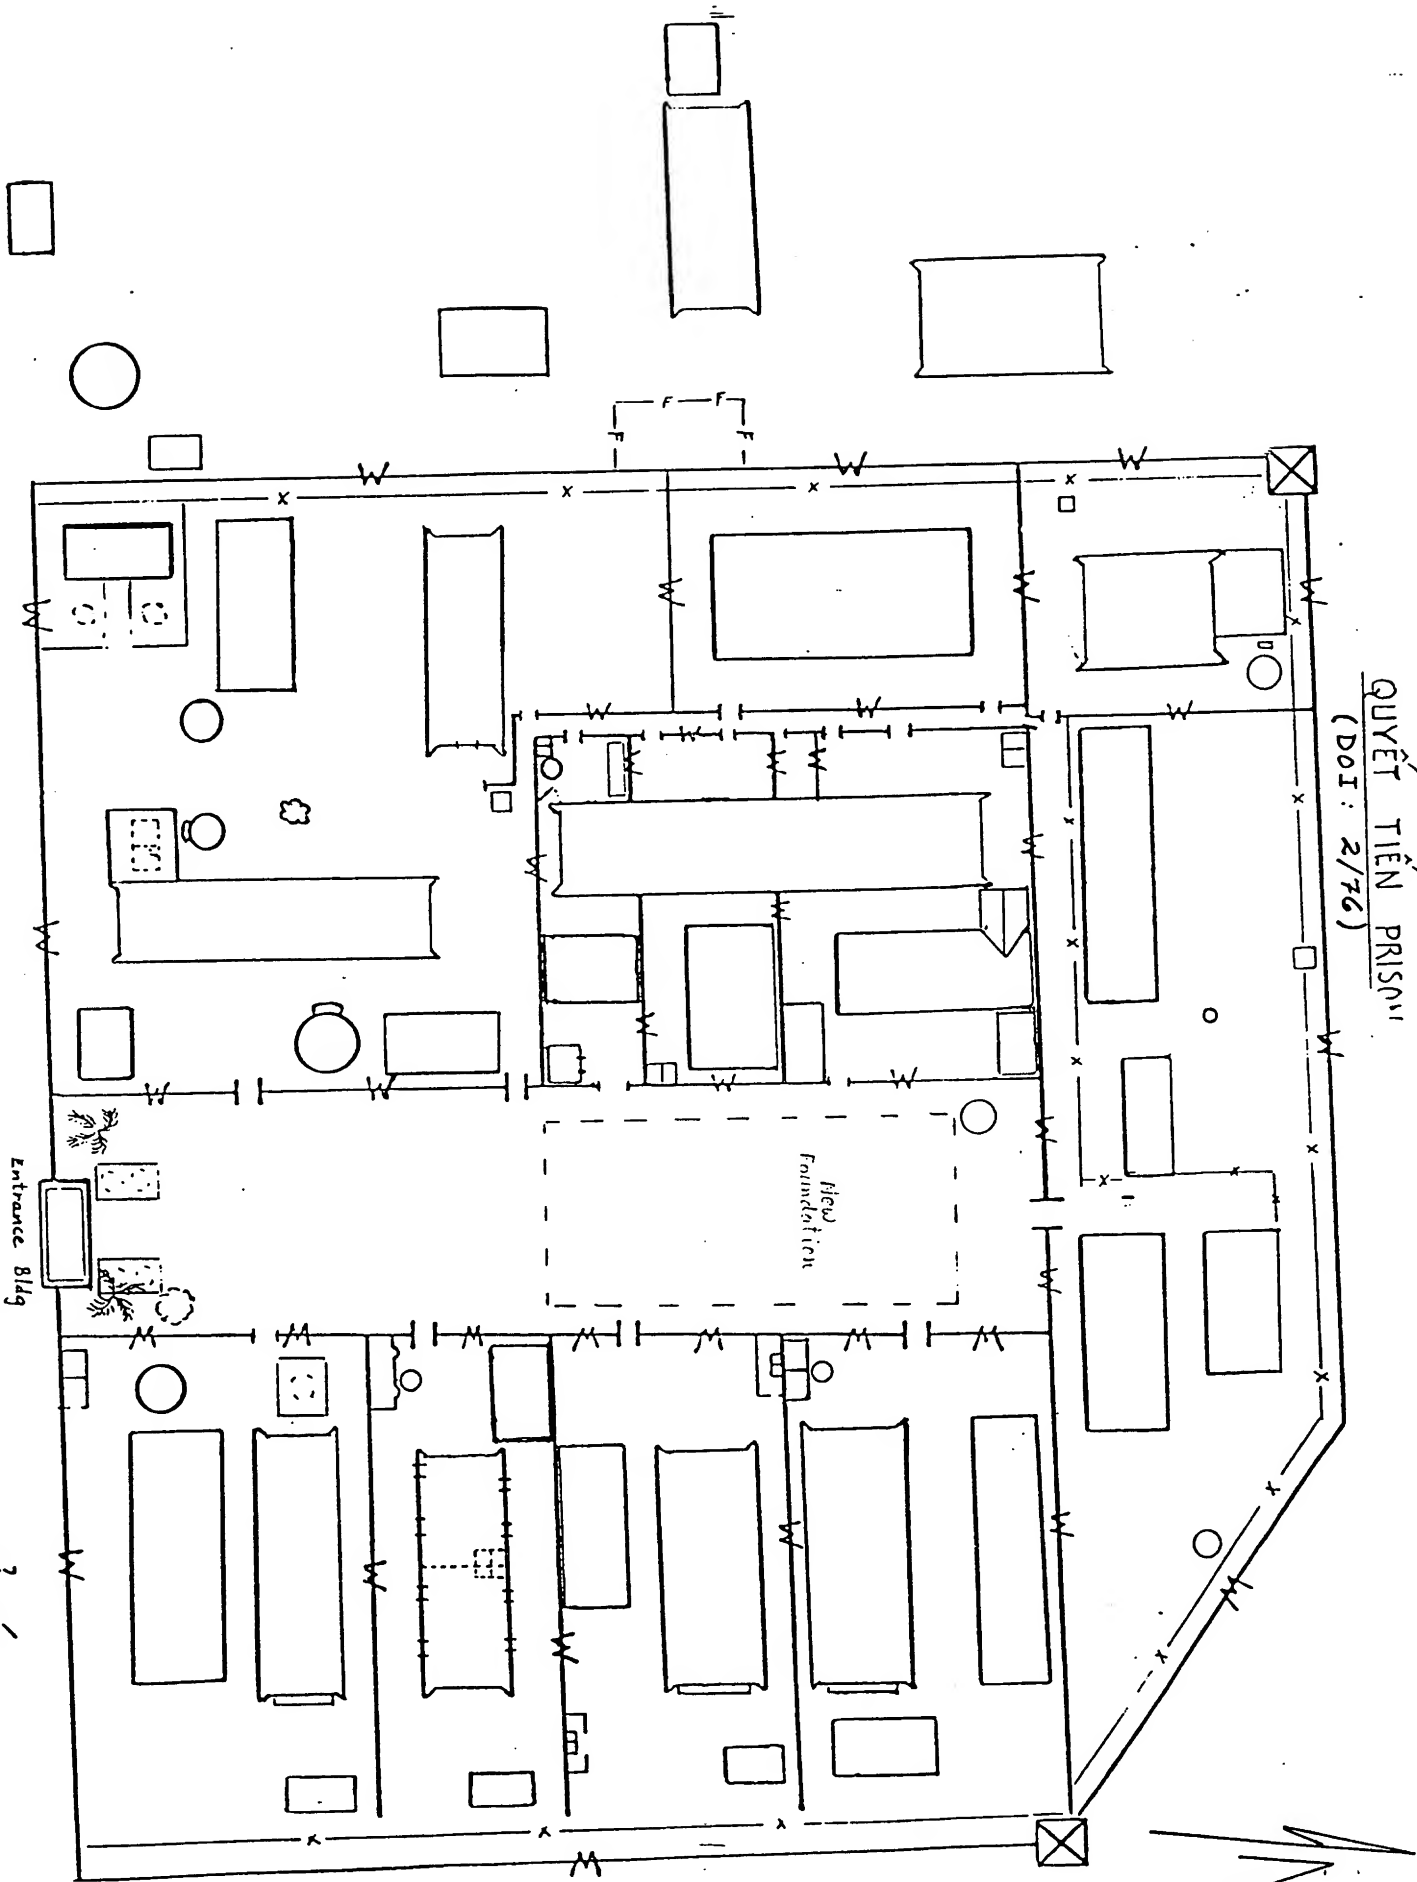 QUYẾT TIẾN PRISON
(DOI: 2/76)
New
Foundation
Entrance Bldg